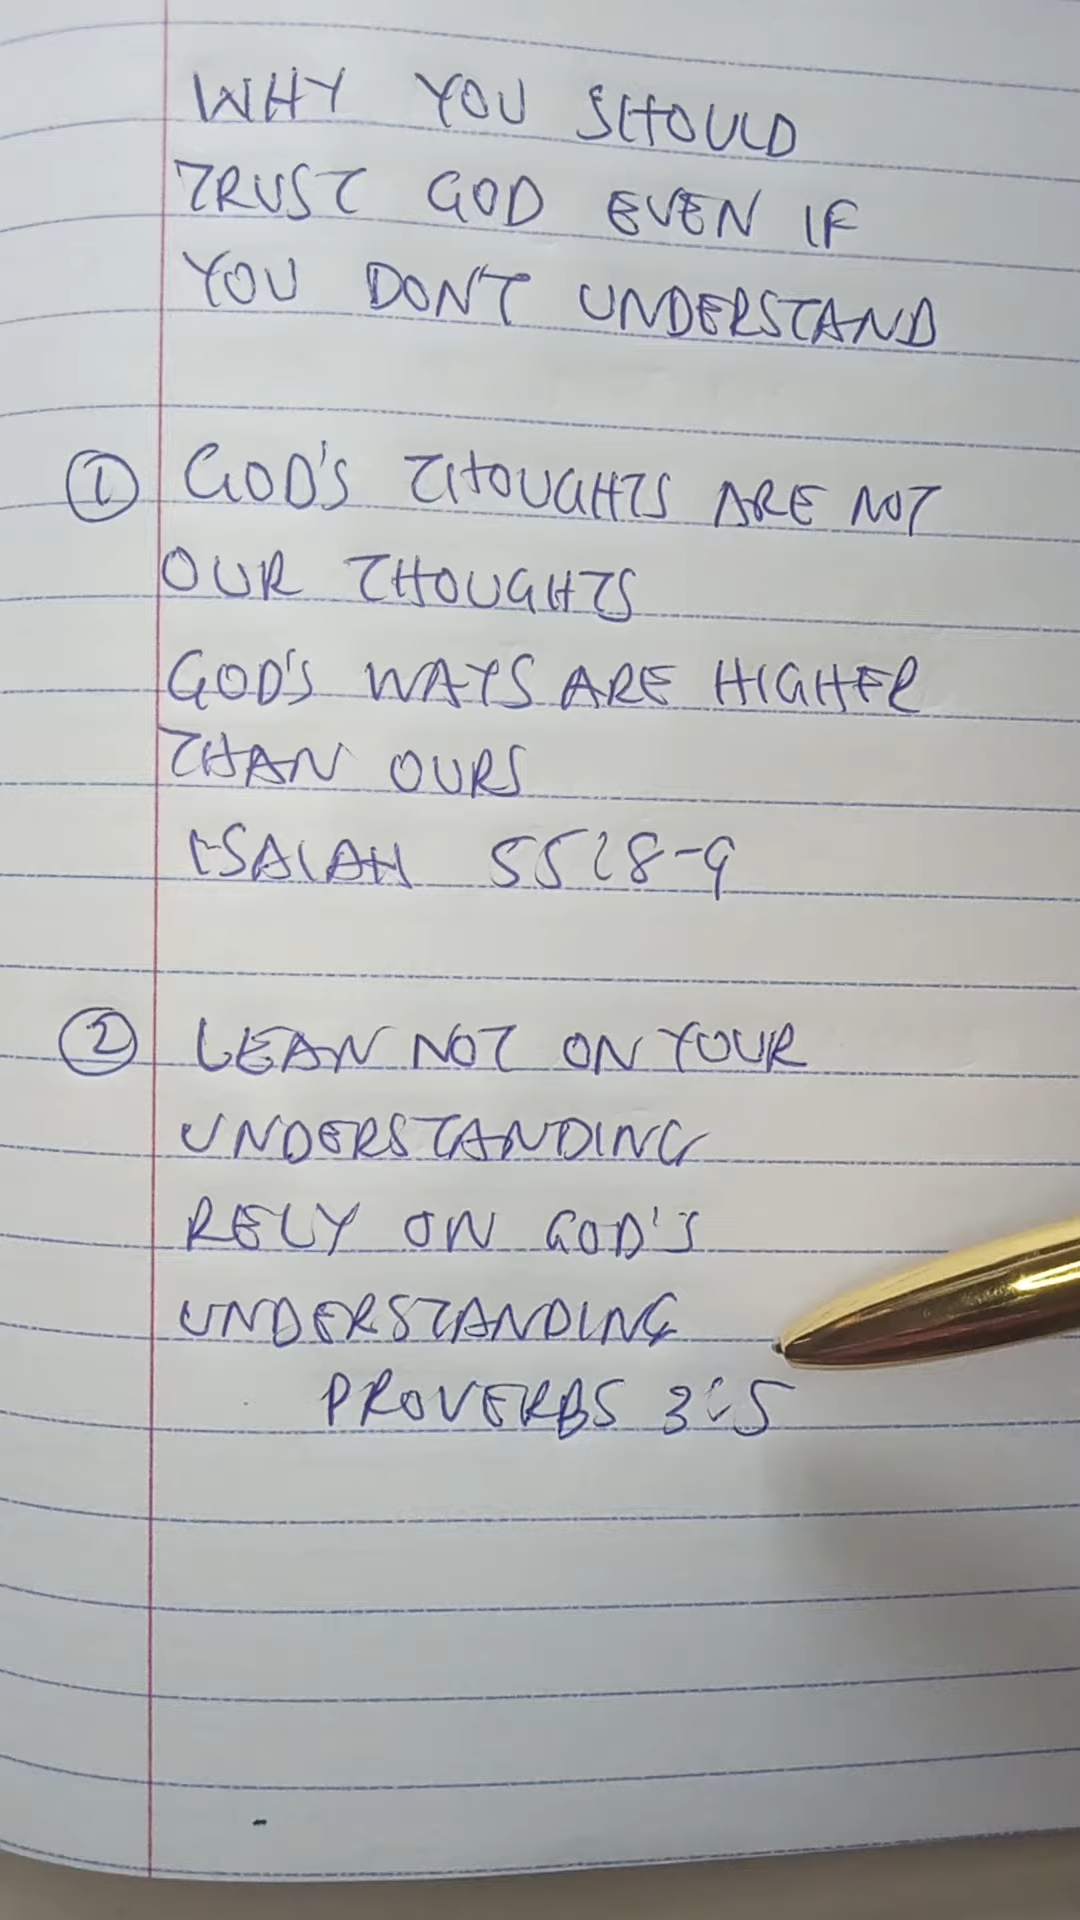 WHY YOU SHOULD
TRUST GOD EVEN IF
YOU DON'T UNDERSTAND
① GOD'S THOUGHTS ARE NOT
OUR THOUGHTS
GOD'S WAYS ARE HIGHER
THAN OURS
ISAIAH 55:8-9
② LEAN NOT ON YOUR
UNDERSTANDING
RELY ON GOD'S
UNDERSTANDING
PROVERBS 3:5